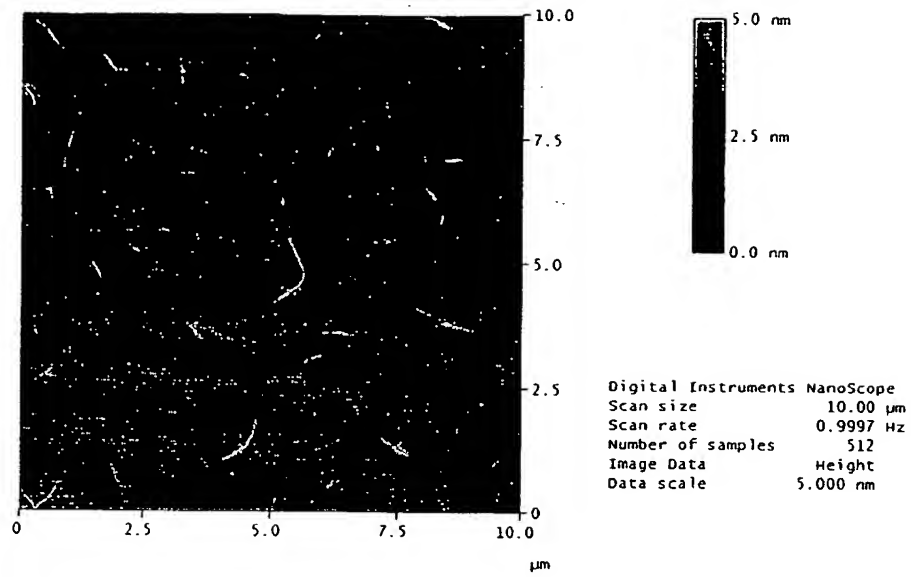 10.0
7.5
5.0
2.5
0
0
2.5
5.0
7.5
10.0
μm
5.0 nm
2.5 nm
0.0 nm
Digital Instruments NanoScope
Scan size 10.00 μm
Scan rate 0.9997 Hz
Number of samples 512
Image Data Height
Data scale 5.000 nm